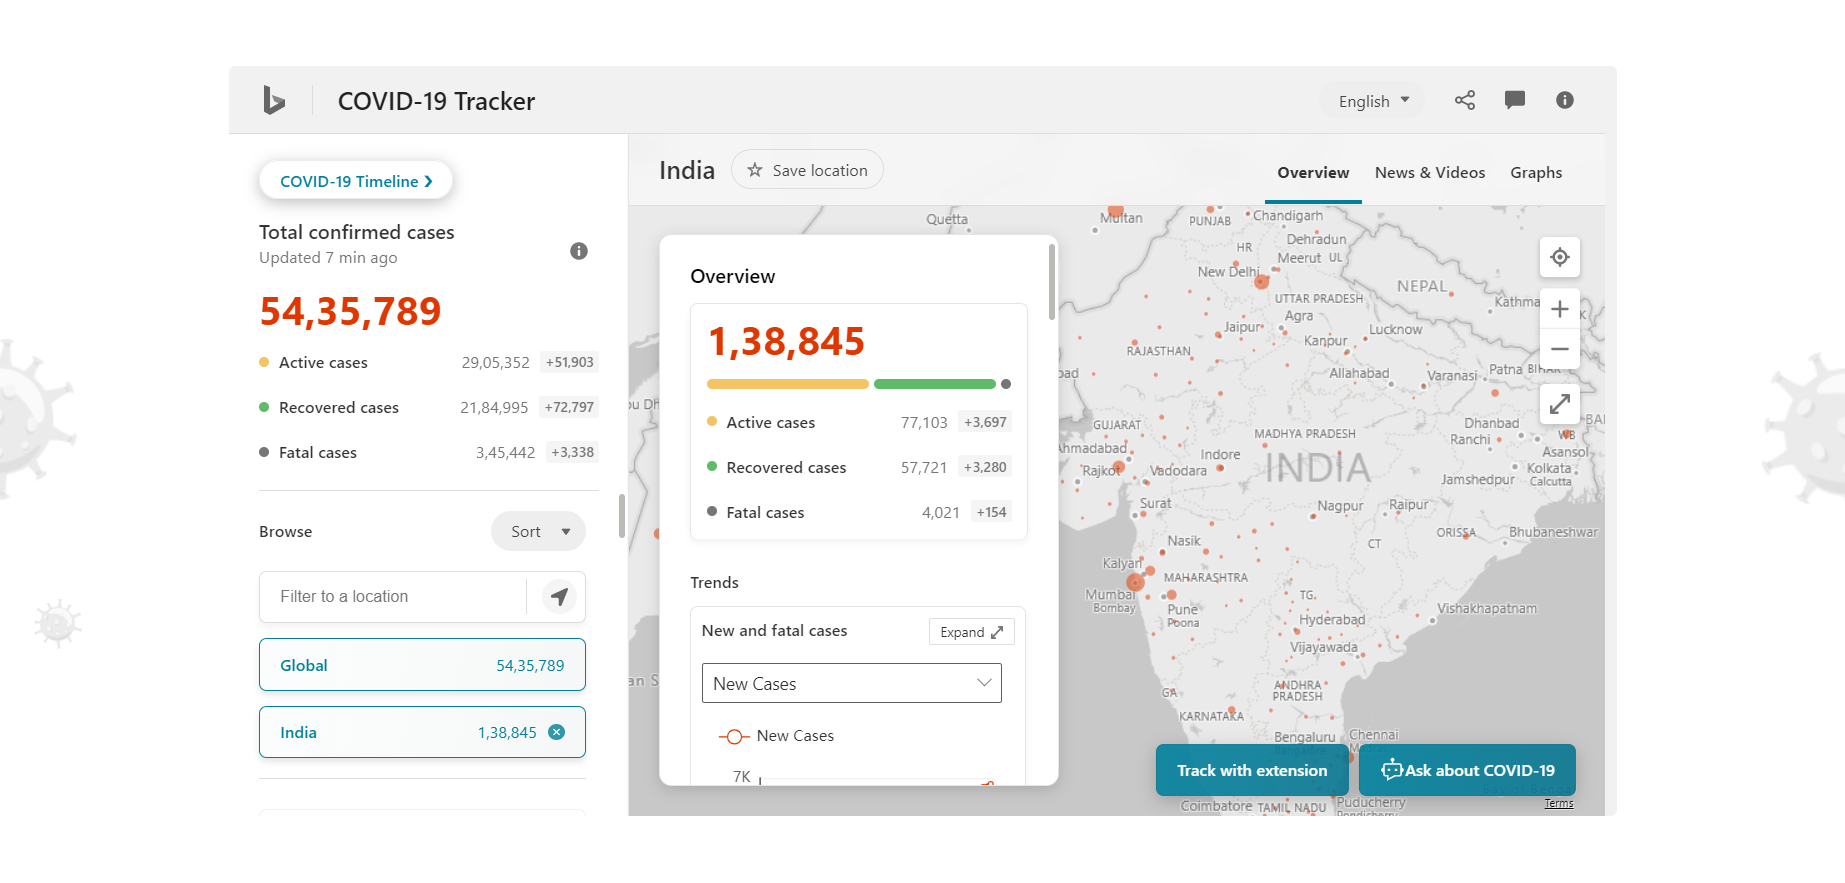 COVID-19 Tracker
English
COVID-19 Timeline
Total confirmed cases
Updated 7 min ago
54,35,789
Active cases 29,05,352 +51,903
Recovered cases 21,84,995 +72,797
Fatal cases 3,45,442 +3,338
Browse
Sort
Filter to a location
Global 54,35,789
India 1,38,845
India
Save location
Overview
News & Videos
Graphs
Overview
1,38,845
Active cases 77,103 +3,697
Recovered cases 57,721 +3,280
Fatal cases 4,021 +154
Trends
New and fatal cases
Expand
New Cases
New Cases
7K
Quetta
Multan
PUNJAB
Chandigarh
HR
Dehradun
Meerut UL
New Delhi
NEPAL
UTTAR PRADESH
Kathma
Agra
Jaipur
Lucknow
Kanpur
RAJASTHAN
Allahabad
Varanasi
Patna
Dhanbad
GUJARAT
MADHYA PRADESH
Ranchi
WB
Asansol
Indore
INDIA
Rajkot
Vadodara
Kolkata
Calcutta
Jamshedpur
Surat
Nagpur
Raipur
ORISSA
Bhubaneshwar
Nasik
CT
Kalyan
MAHARASHTRA
Mumbai
Bombay
TG
Pune
Poona
Hyderabad
Vishakhapatnam
Vijayawada
GA
ANDHRA
PRADESH
KARNATAKA
Bengaluru
Chennai
Track with extension
Ask about COVID-19
Coimbatore
TAMIL NADU
Puducherry
Pondicherry
Terms